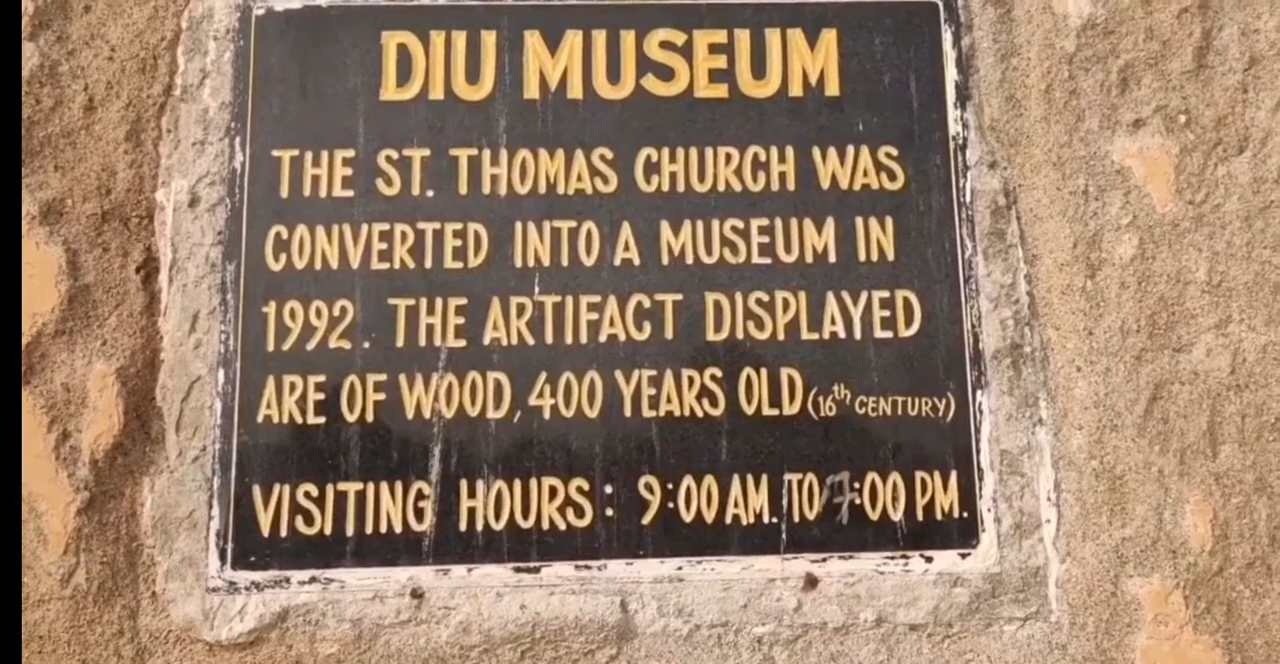 DIU MUSEUM
THE ST. THOMAS CHURCH WAS
CONVERTED INTO A MUSEUM IN
1992. THE ARTIFACT DISPLAYED
ARE OF WOOD, 400 YEARS OLD (16th CENTURY)
VISITING HOURS: 9:00 AM. TO 7:00 PM.